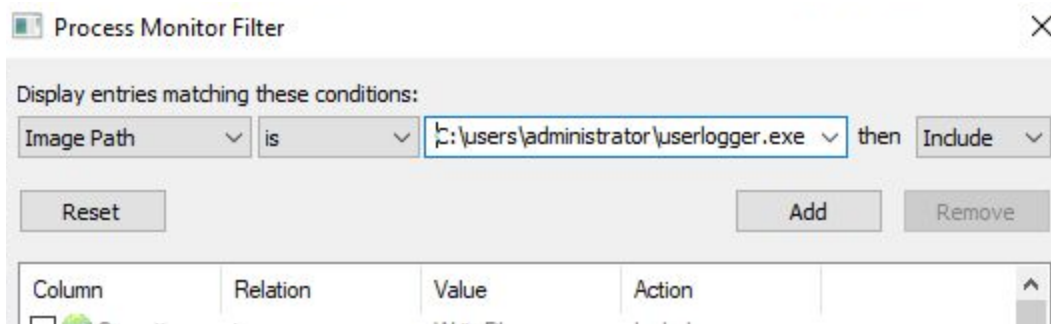 Process Monitor Filter
Display entries matching these conditions:
Image Path is C:\users\administrator\userlogger.exe then Include
Reset Add Remove
Column Relation Value Action